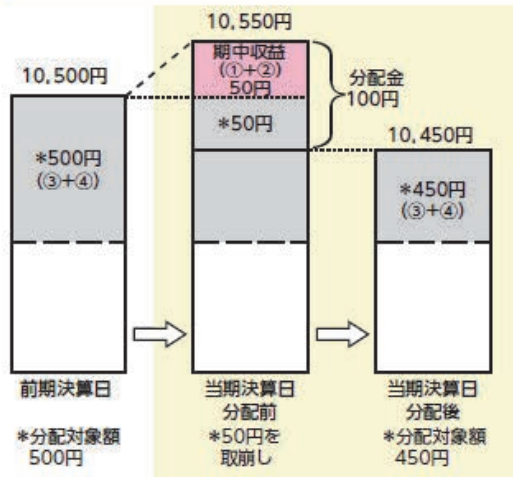 10,550円
期中収益
(①+②)
50円
*50円
分配金
100円
10,500円
*500円
(③+④)
10,450円
*450円
(③+④)
前期決算日
*分配対象額
500円
当期決算日
分配前
*50円を
取崩し
当期決算日
分配後
*分配対象額
450円